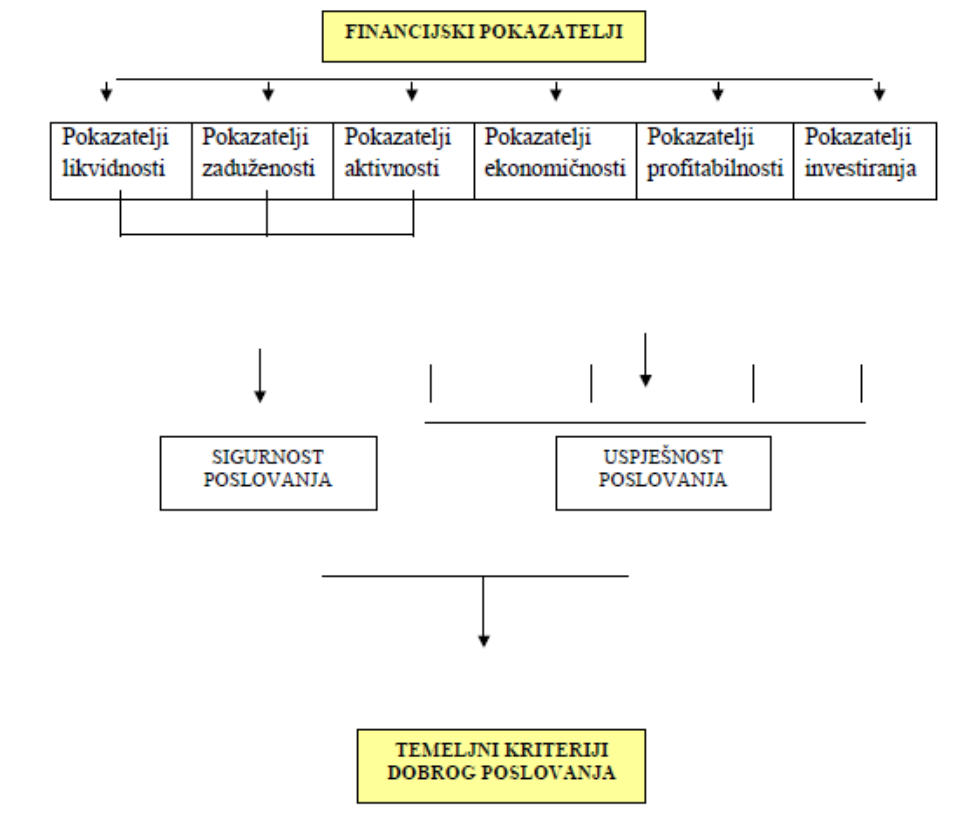 FINANCIJSKI POKAZATELJI
Pokazatelji
likvidnosti
Pokazatelji
zaduženosti
Pokazatelji
aktivnosti
Pokazatelji
ekonomičnosti
Pokazatelji
profitabilnosti
Pokazatelji
investiranja
SIGURNOST
POSLOVANJA
USPJEŠNOST
POSLOVANJA
TEMELJNI KRITERIJI
DOBROG POSLOVANJA